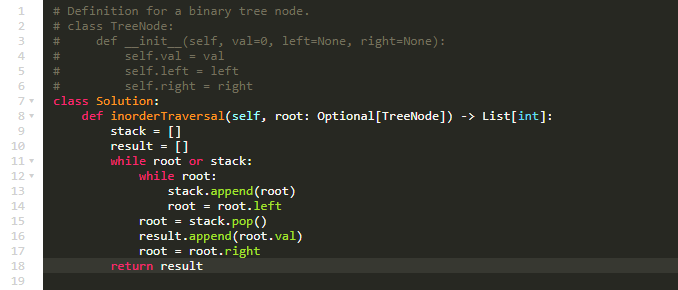 1 # Definition for a binary tree node.
2 # class TreeNode:
3 #     def __init__(self, val=0, left=None, right=None):
4 #         self.val = val
5 #         self.left = left
6 #         self.right = right
7 class Solution:
8     def inorderTraversal(self, root: Optional[TreeNode]) -> List[int]:
9         stack = []
10         result = []
11         while root or stack:
12             while root:
13                 stack.append(root)
14                 root = root.left
15             root = stack.pop()
16             result.append(root.val)
17             root = root.right
18         return result
19